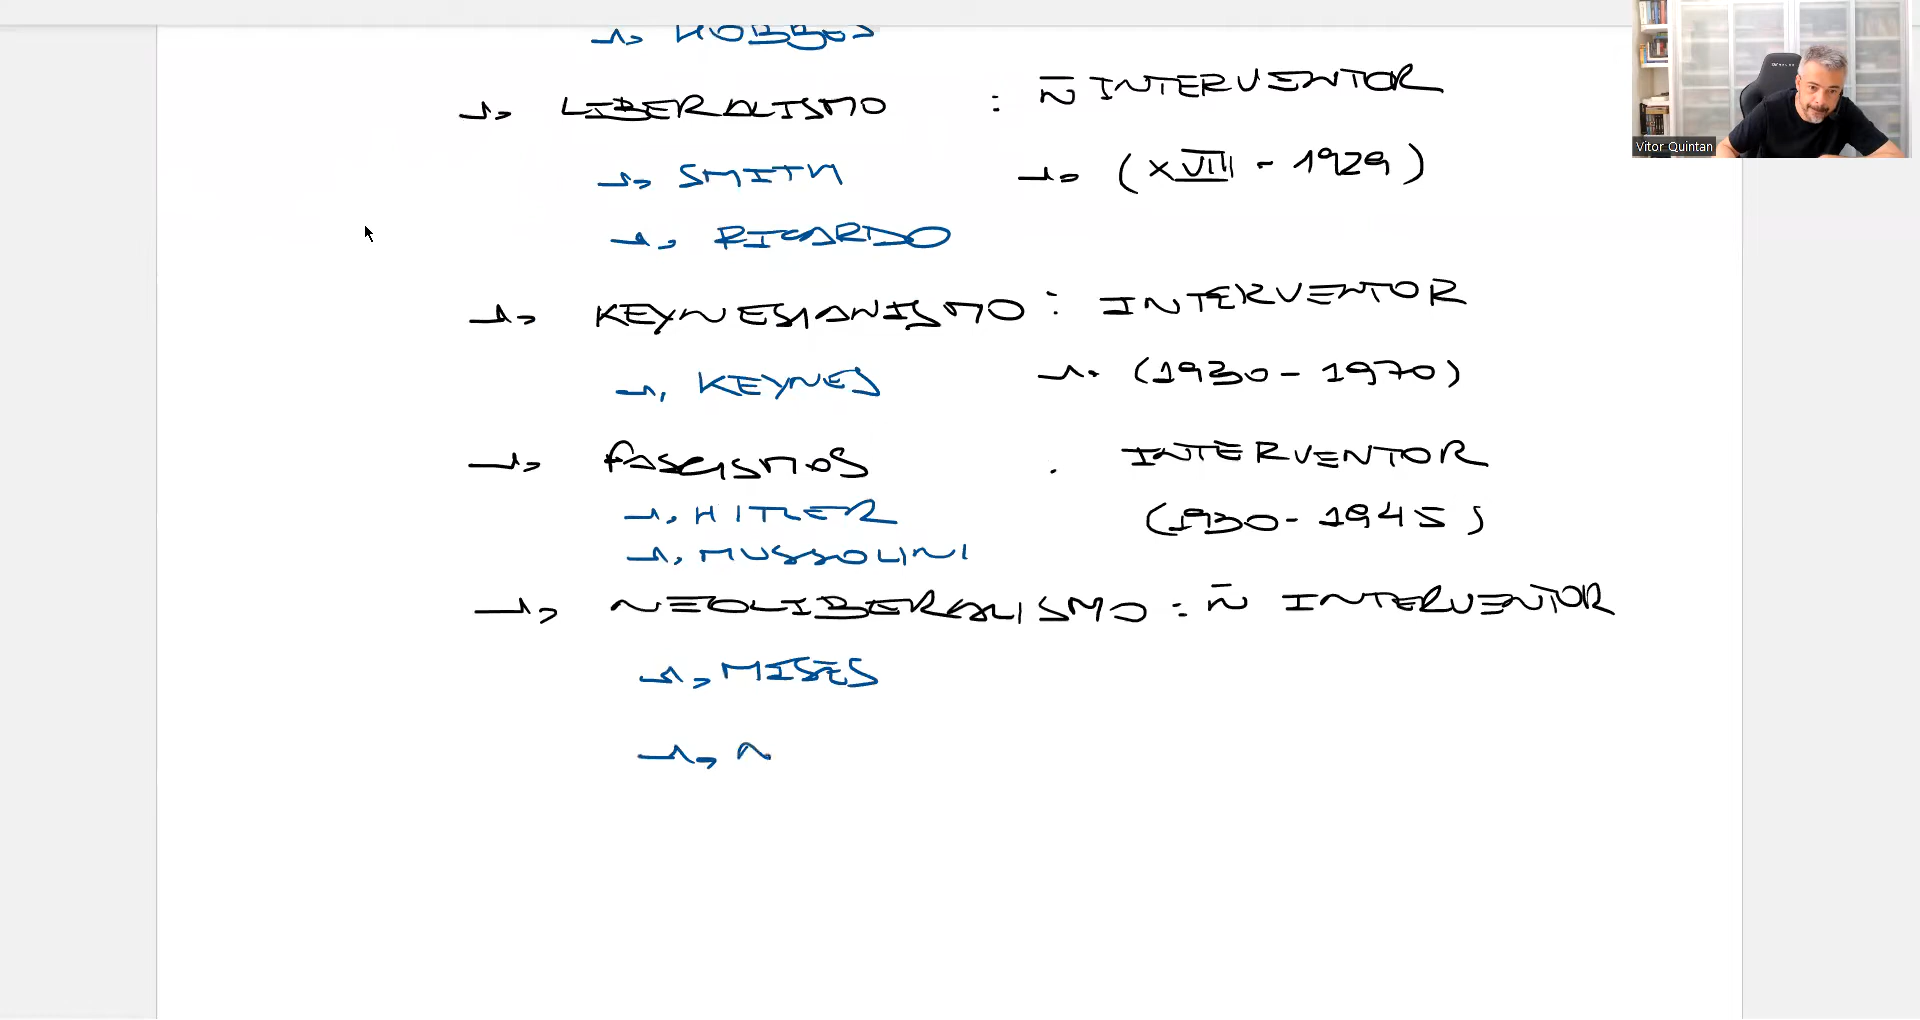 → HOBBES
→ LIBERALISMO : Ñ INTERVENTOR
→ SMITH → (XVIII - 1929)
→ RICARDO
→ KEYNESIANISMO : INTERVENTOR
→ KEYNES → (1930 - 1970)
→ FASCISMOS . INTERVENTOR
→ HITLER (1930 - 1945)
→ MUSSOLINI
→ NEOLIBERALISMO : Ñ INTERVENTOR
→ MISES
→
Vitor Quintan